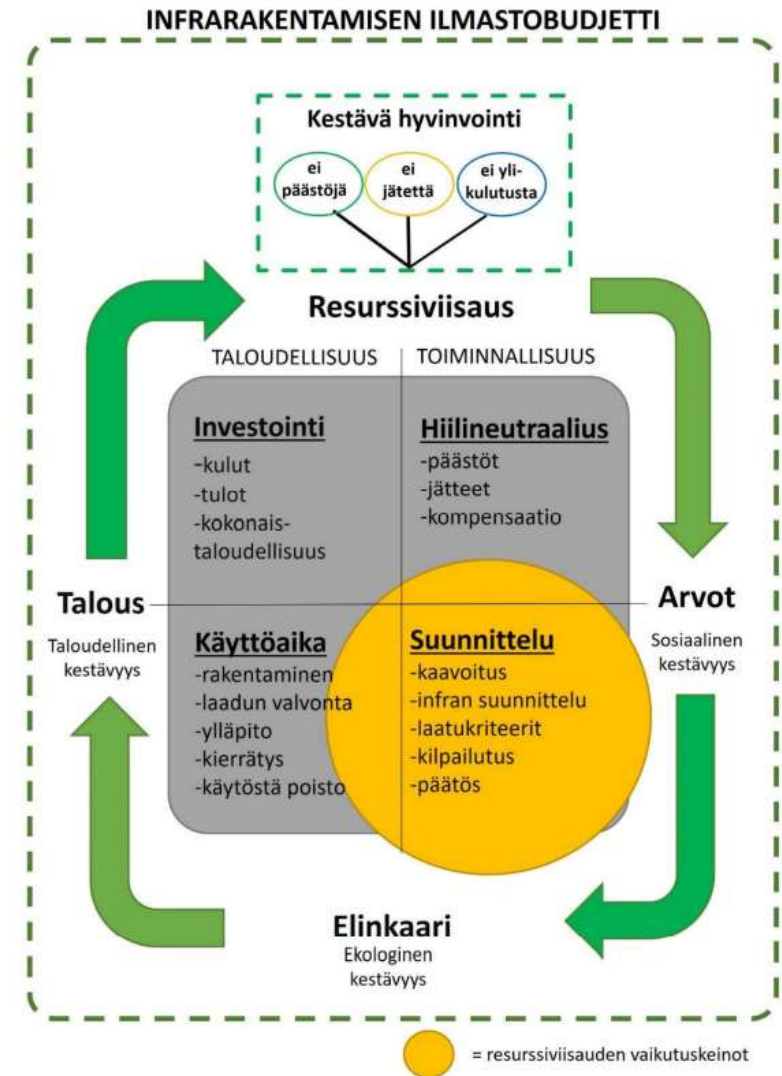 INFRARAKENTAMISEN ILMASTOBUDJETTI
Kestävä hyvinvointi
ei
päästöjä
ei
jätettä
ei yli-
kulutusta
Resurssiviisaus
TALOUDELLISUUS
TOIMINNALLISUUS
Investointi
-kulut
-tulot
-kokonais-
taloudellisuus
Hiilineutraalius
-päästöt
-jätteet
-kompensaatio
Talous
Taloudellinen
kestävyys
Arvot
Sosiaalinen
kestävyys
Käyttöaika
-rakentaminen
-laadun valvonta
-ylläpito
-kierrätys
-käytöstä poisto
Suunnittelu
-kaavoitus
-infran suunnittelu
-laatukriteerit
-kilpailutus
-päätös
Elinkaari
Ekologinen
kestävyys
= resurssiviisauden vaikutuskeinot